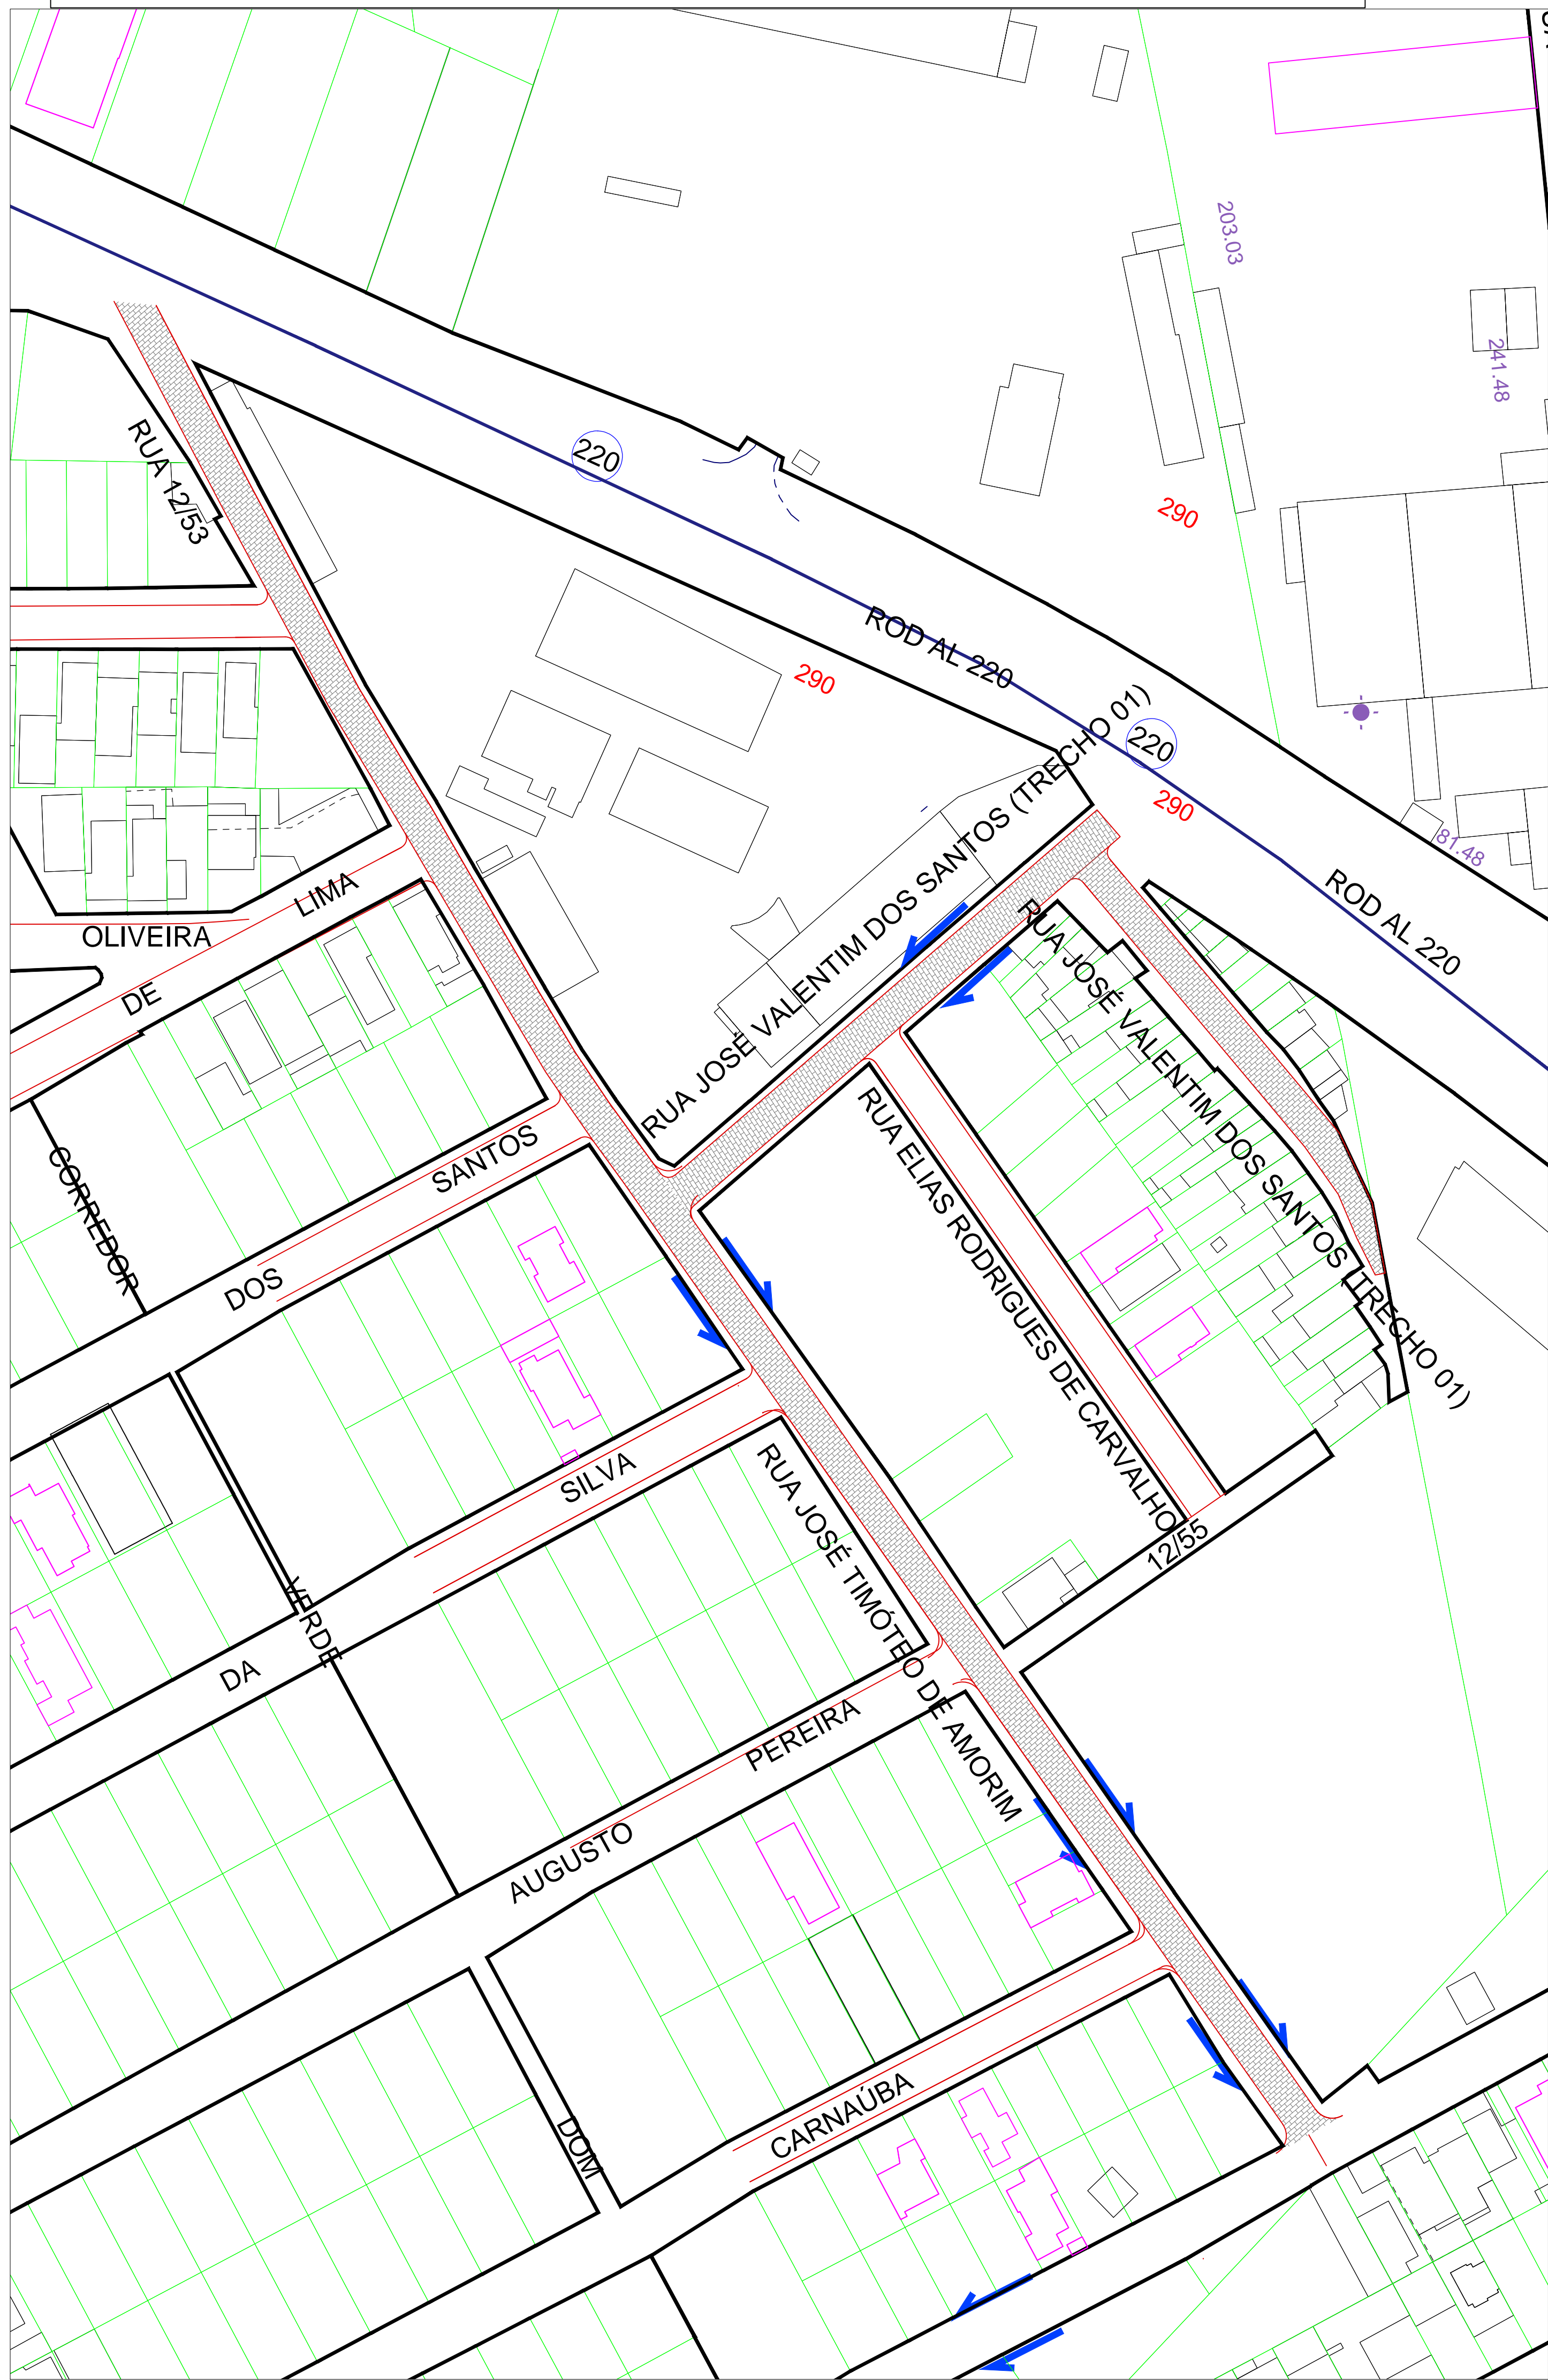 203.03
241.48
RUA 12/53
220
290
ROD AL 220
290
220
290
81.48
ROD AL 220
RUA JOSÉ VALENTIM DOS SANTOS (TRECHO 01)
LIMA
OLIVEIRA
DE
RUA JOSÉ VALENTIM DOS SANTOS (TRECHO 01)
RUA ELIAS RODRIGUES DE CARVALHO
SANTOS
CORREDOR
DOS
SILVA
RUA JOSÉ TIMÓTEO DE AMORIM
12/55
VERDE
DA
PEREIRA
AUGUSTO
CARNAÚBA
DOM